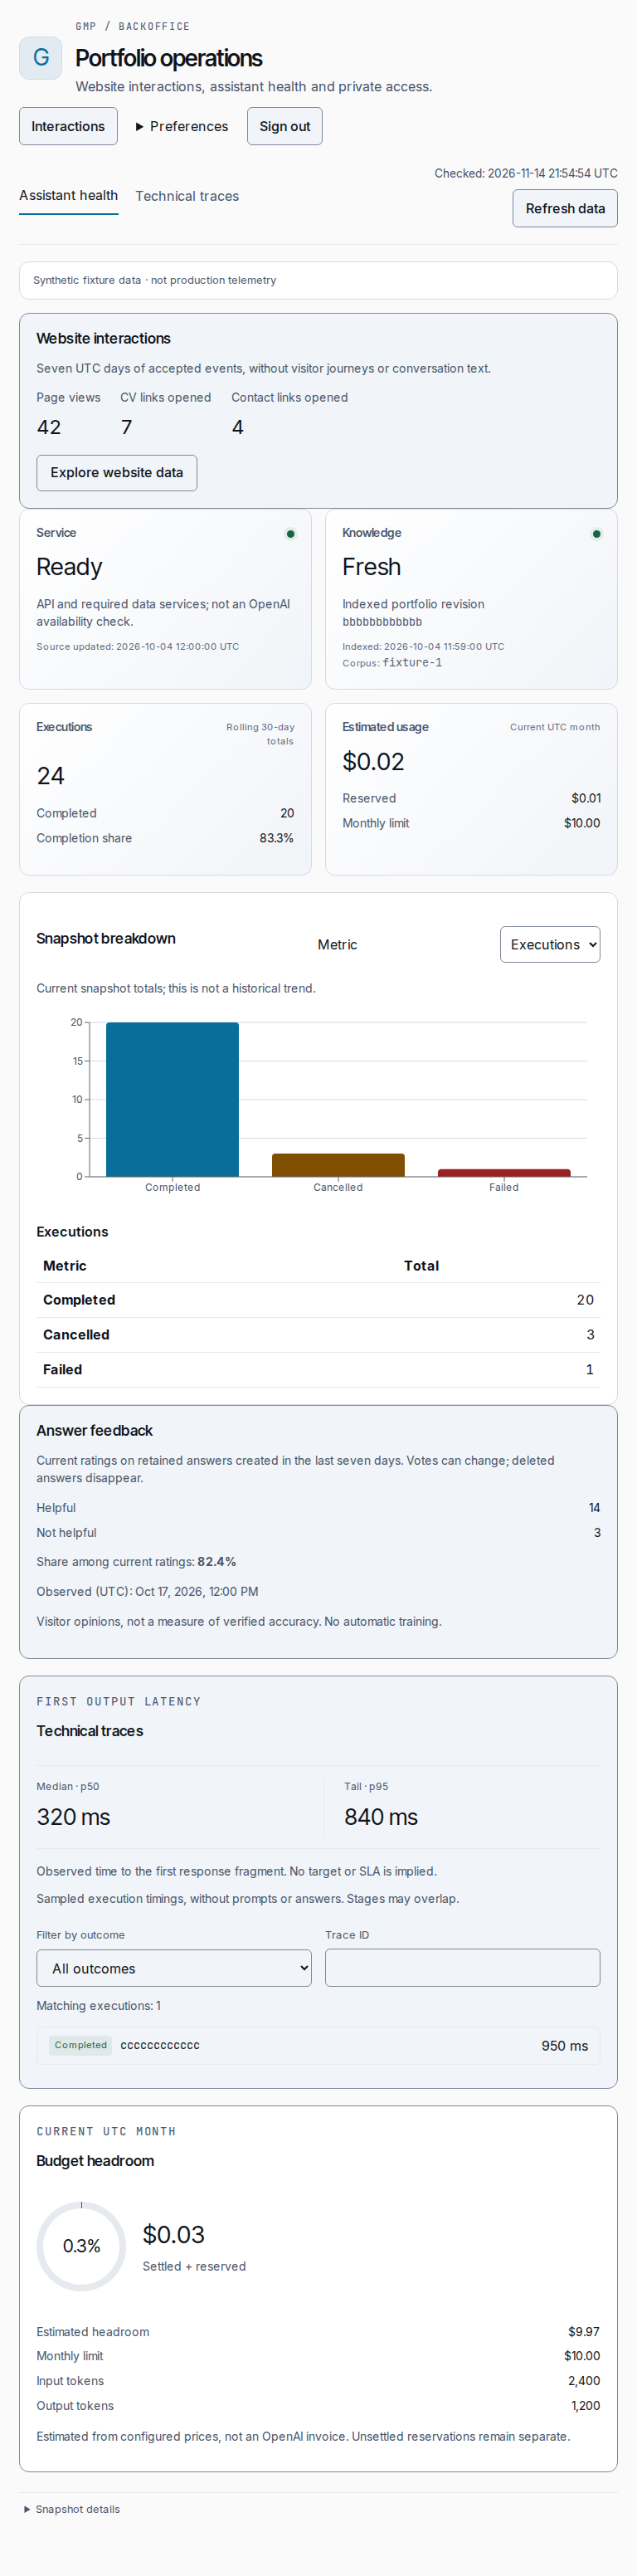 GMP / BACKOFFICE
G
Portfolio operations
Website interactions, assistant health and private access.
Interactions
▶ Preferences
Sign out
Checked: 2026-11-14 21:54:54 UTC
Assistant health
Technical traces
Refresh data
Synthetic fixture data · not production telemetry
Website interactions
Seven UTC days of accepted events, without visitor journeys or conversation text.
Page views
CV links opened
Contact links opened
42
7
4
Explore website data
Service
Ready
API and required data services; not an OpenAI
availability check.
Source updated: 2026-10-04 12:00:00 UTC
Knowledge
Fresh
Indexed portfolio revision
bbbbbbbbbbbb
Indexed: 2026-10-04 11:59:00 UTC
Corpus: fixture-1
Executions
Rolling 30-day
totals
24
Completed 20
Completion share 83.3%
Estimated usage
Current UTC month
$0.02
Reserved $0.01
Monthly limit $10.00
Snapshot breakdown
Metric
Executions
Current snapshot totals; this is not a historical trend.
20
15
10
5
0
Completed
Cancelled
Failed
Executions
Metric Total
Completed 20
Cancelled 3
Failed 1
Answer feedback
Current ratings on retained answers created in the last seven days. Votes can change; deleted
answers disappear.
Helpful 14
Not helpful 3
Share among current ratings: 82.4%
Observed (UTC): Oct 17, 2026, 12:00 PM
Visitor opinions, not a measure of verified accuracy. No automatic training.
FIRST OUTPUT LATENCY
Technical traces
Median · p50
320 ms
Tail · p95
840 ms
Observed time to the first response fragment. No target or SLA is implied.
Sampled execution timings, without prompts or answers. Stages may overlap.
Filter by outcome
All outcomes
Trace ID
Matching executions: 1
Completed cccccccccccc 950 ms
CURRENT UTC MONTH
Budget headroom
0.3%
$0.03
Settled + reserved
Estimated headroom $9.97
Monthly limit $10.00
Input tokens 2,400
Output tokens 1,200
Estimated from configured prices, not an OpenAI invoice. Unsettled reservations remain separate.
▶ Snapshot details